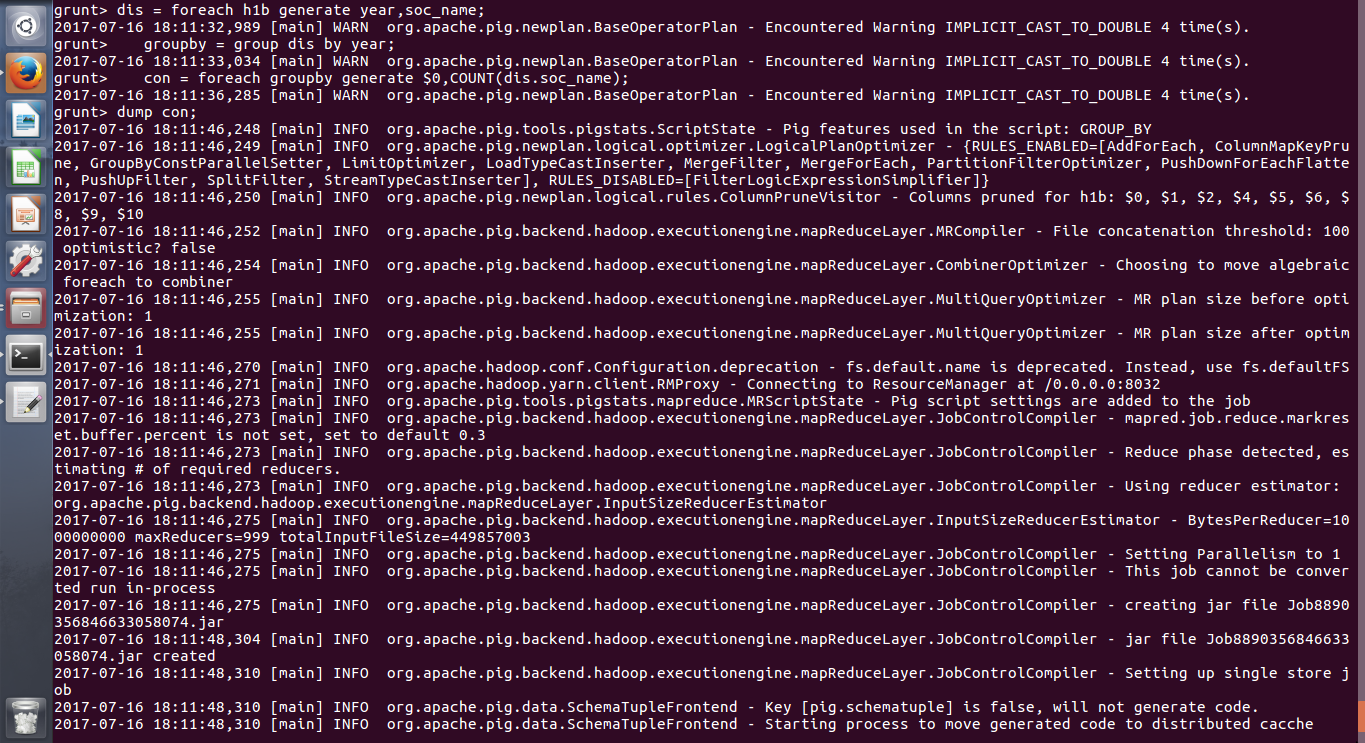 grunt> dis = foreach h1b generate year,soc_name;
2017-07-16 18:11:32,989 [main] WARN  org.apache.pig.newplan.BaseOperatorPlan - Encountered Warning IMPLICIT_CAST_TO_DOUBLE 4 time(s).
grunt>    groupby = group dis by year;
2017-07-16 18:11:33,034 [main] WARN  org.apache.pig.newplan.BaseOperatorPlan - Encountered Warning IMPLICIT_CAST_TO_DOUBLE 4 time(s).
grunt>    con = foreach groupby generate $0,COUNT(dis.soc_name);
2017-07-16 18:11:36,285 [main] WARN  org.apache.pig.newplan.BaseOperatorPlan - Encountered Warning IMPLICIT_CAST_TO_DOUBLE 4 time(s).
grunt> dump con;
2017-07-16 18:11:46,248 [main] INFO  org.apache.pig.tools.pigstats.ScriptState - Pig features used in the script: GROUP_BY
2017-07-16 18:11:46,249 [main] INFO  org.apache.pig.newplan.logical.optimizer.LogicalPlanOptimizer - {RULES_ENABLED=[AddForEach, ColumnMapKeyPru
ne, GroupByConstParallelSetter, LimitOptimizer, LoadTypeCastInserter, MergeFilter, MergeForEach, PartitionFilterOptimizer, PushDownForEachFlatte
n, PushUpFilter, SplitFilter, StreamTypeCastInserter], RULES_DISABLED=[FilterLogicExpressionSimplifier]}
2017-07-16 18:11:46,250 [main] INFO  org.apache.pig.newplan.logical.rules.ColumnPruneVisitor - Columns pruned for h1b: $0, $1, $2, $4, $5, $6, $
8, $9, $10
2017-07-16 18:11:46,252 [main] INFO  org.apache.pig.backend.hadoop.executionengine.mapReduceLayer.MRCompiler - File concatenation threshold: 100
 optimistic? false
2017-07-16 18:11:46,254 [main] INFO  org.apache.pig.backend.hadoop.executionengine.mapReduceLayer.CombinerOptimizer - Choosing to move algebraic
 foreach to combiner
2017-07-16 18:11:46,255 [main] INFO  org.apache.pig.backend.hadoop.executionengine.mapReduceLayer.MultiQueryOptimizer - MR plan size before opti
mization: 1
2017-07-16 18:11:46,255 [main] INFO  org.apache.pig.backend.hadoop.executionengine.mapReduceLayer.MultiQueryOptimizer - MR plan size after optim
ization: 1
2017-07-16 18:11:46,270 [main] INFO  org.apache.hadoop.conf.Configuration.deprecation - fs.default.name is deprecated. Instead, use fs.defaultFS
2017-07-16 18:11:46,271 [main] INFO  org.apache.hadoop.yarn.client.RMProxy - Connecting to ResourceManager at /0.0.0.0:8032
2017-07-16 18:11:46,273 [main] INFO  org.apache.pig.tools.pigstats.mapreduce.MRScriptState - Pig script settings are added to the job
2017-07-16 18:11:46,273 [main] INFO  org.apache.pig.backend.hadoop.executionengine.mapReduceLayer.JobControlCompiler - mapred.job.reduce.markres
et.buffer.percent is not set, set to default 0.3
2017-07-16 18:11:46,273 [main] INFO  org.apache.pig.backend.hadoop.executionengine.mapReduceLayer.JobControlCompiler - Reduce phase detected, es
timating # of required reducers.
2017-07-16 18:11:46,273 [main] INFO  org.apache.pig.backend.hadoop.executionengine.mapReduceLayer.JobControlCompiler - Using reducer estimator:
org.apache.pig.backend.hadoop.executionengine.mapReduceLayer.InputSizeReducerEstimator
2017-07-16 18:11:46,275 [main] INFO  org.apache.pig.backend.hadoop.executionengine.mapReduceLayer.InputSizeReducerEstimator - BytesPerReducer=10
00000000 maxReducers=999 totalInputFileSize=449857003
2017-07-16 18:11:46,275 [main] INFO  org.apache.pig.backend.hadoop.executionengine.mapReduceLayer.JobControlCompiler - Setting Parallelism to 1
2017-07-16 18:11:46,275 [main] INFO  org.apache.pig.backend.hadoop.executionengine.mapReduceLayer.JobControlCompiler - This job cannot be conver
ted run in-process
2017-07-16 18:11:46,275 [main] INFO  org.apache.pig.backend.hadoop.executionengine.mapReduceLayer.JobControlCompiler - creating jar file Job8890
356846633058074.jar
2017-07-16 18:11:48,304 [main] INFO  org.apache.pig.backend.hadoop.executionengine.mapReduceLayer.JobControlCompiler - jar file Job8890356846633
058074.jar created
2017-07-16 18:11:48,310 [main] INFO  org.apache.pig.backend.hadoop.executionengine.mapReduceLayer.JobControlCompiler - Setting up single store j
ob
2017-07-16 18:11:48,310 [main] INFO  org.apache.pig.data.SchemaTupleFrontend - Key [pig.schematuple] is false, will not generate code.
2017-07-16 18:11:48,310 [main] INFO  org.apache.pig.data.SchemaTupleFrontend - Starting process to move generated code to distributed cacche